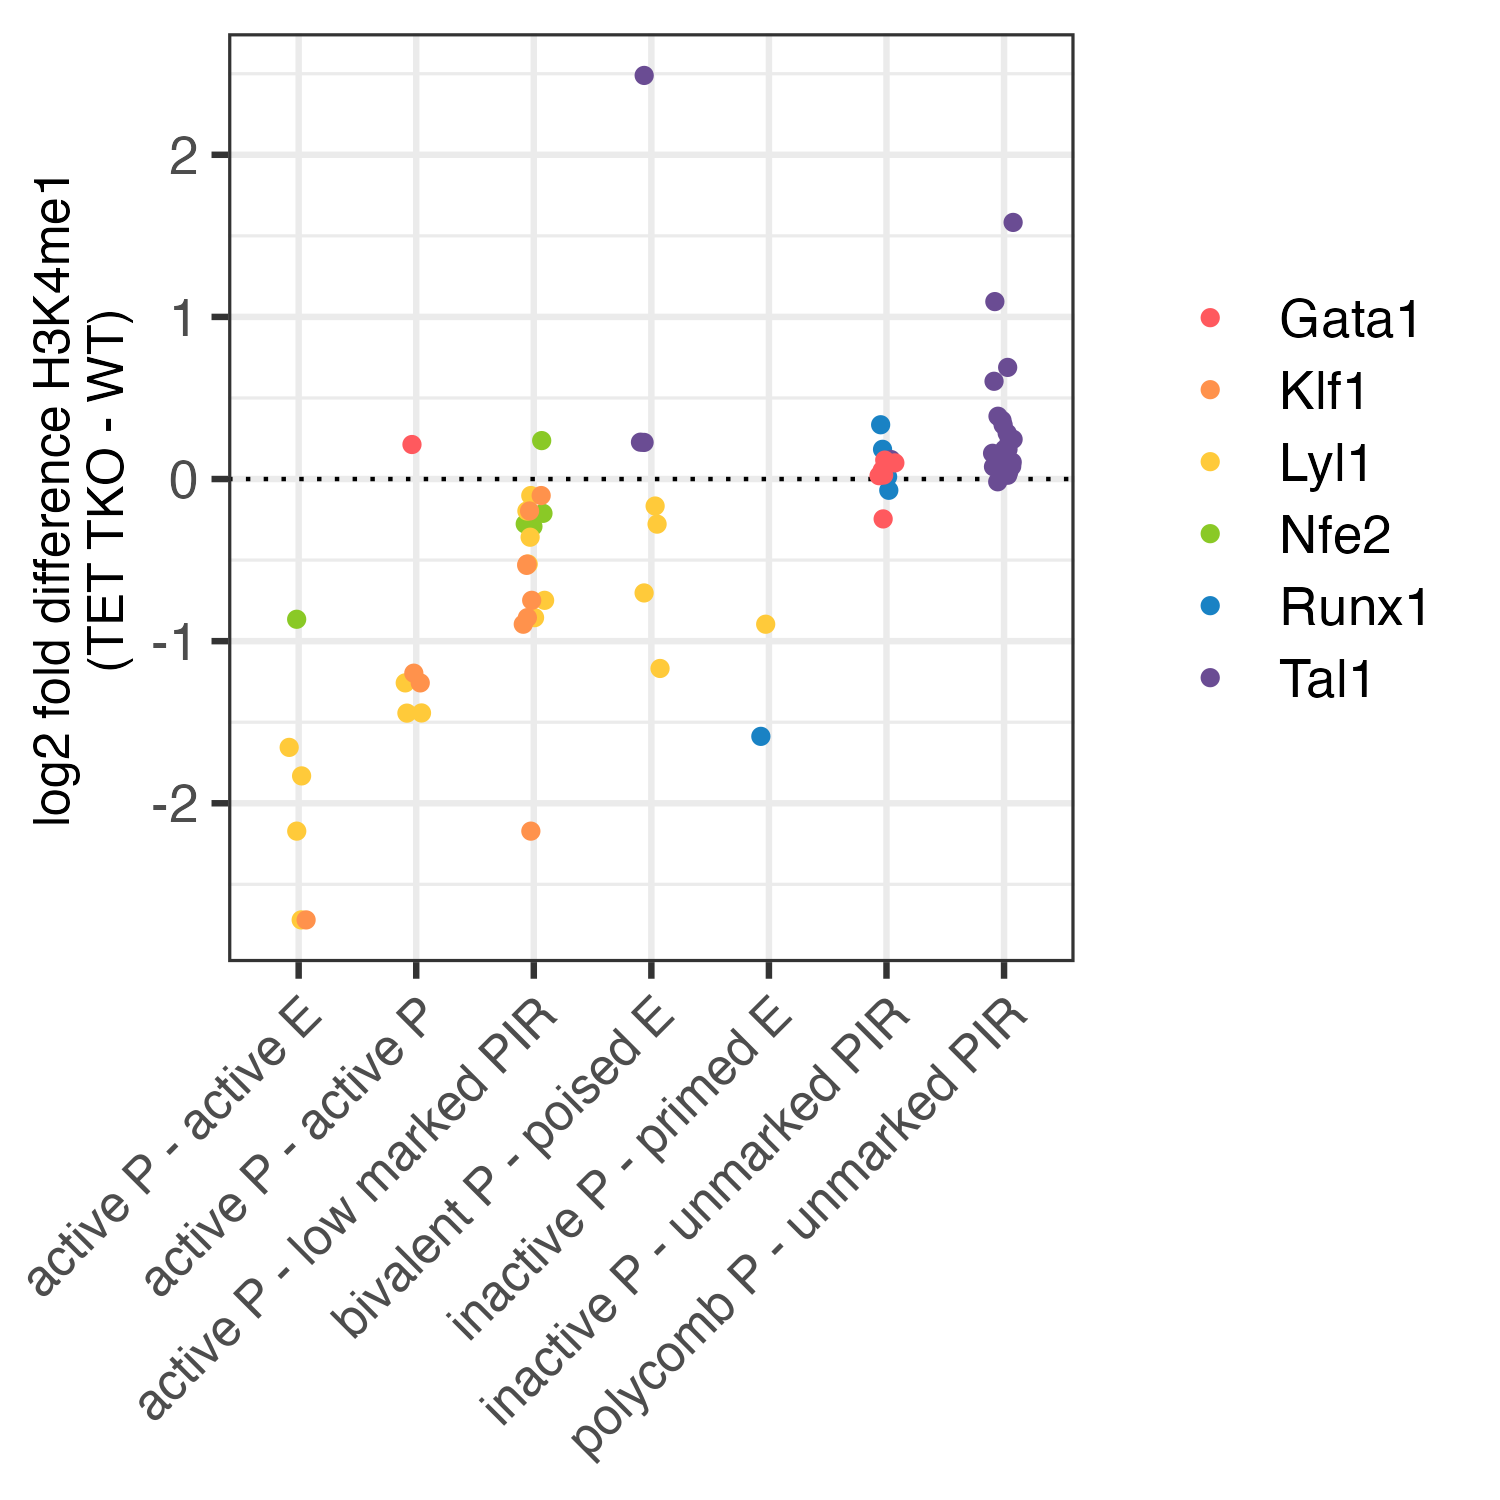 log2 fold difference H3K4me1
(TET TKO - WT)
2
1
0
-1
-2
active P - active E
active P - active P
active P - low marked PIR
bivalent P - poised E
inactive P - primed E
inactive P - unmarked PIR
polycomb P - unmarked PIR
Gata1
Klf1
Lyl1
Nfe2
Runx1
Tal1